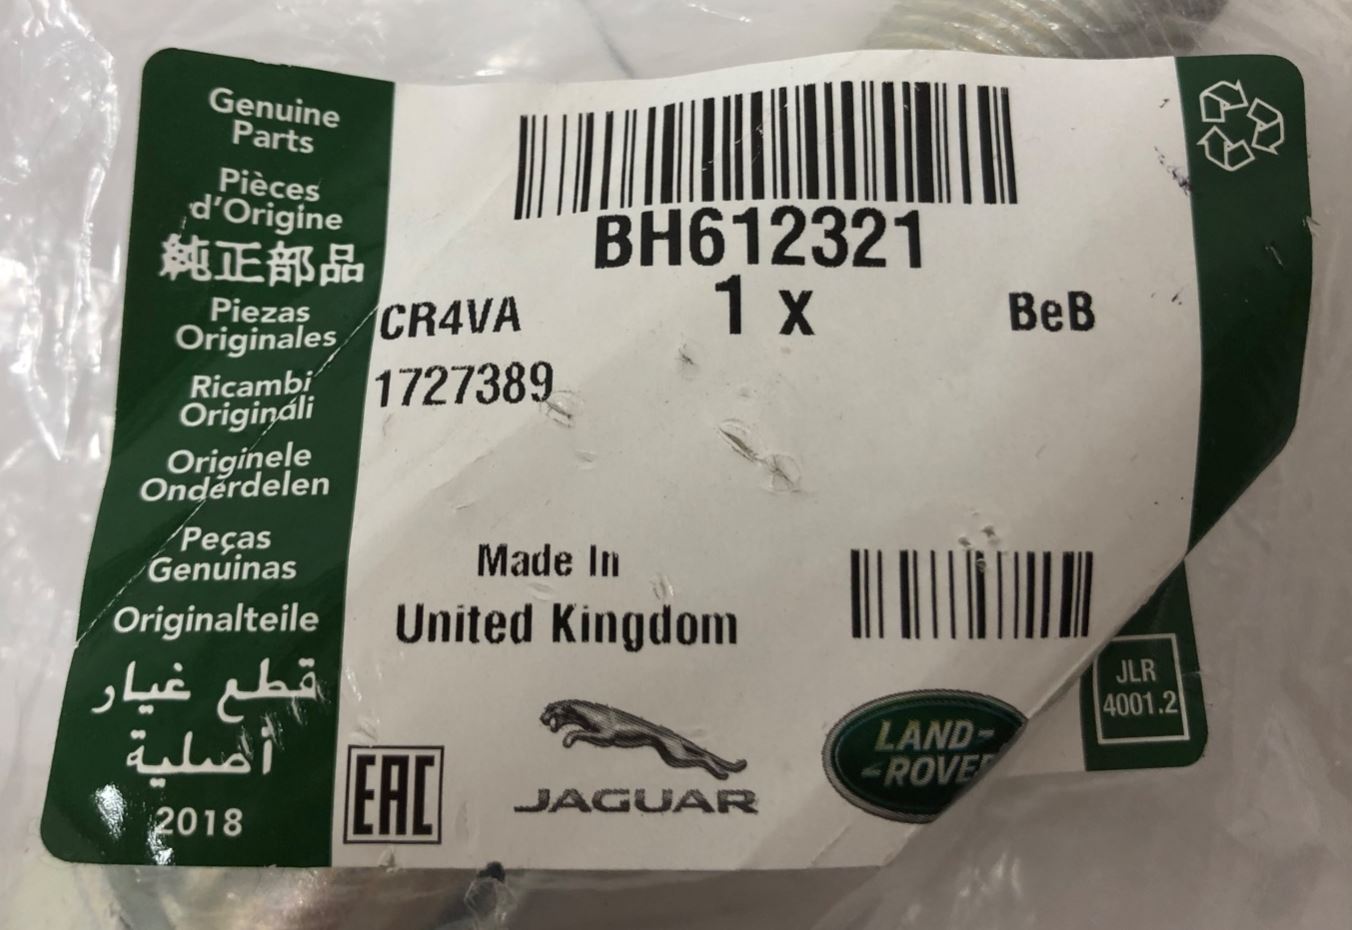 Genuine
Parts
Pièces
d'Origine
純正部品
Piezas
Originales
Ricambi
Originali
Originele
Onderdelen
Peças
Genuinas
Originalteile
قطع غيار
أصلية
2018
BH612321
1 x
CR4VA
BeB
1727389
Made In
United Kingdom
EAC
JAGUAR
LAND-
-ROVER
JLR
4001.2